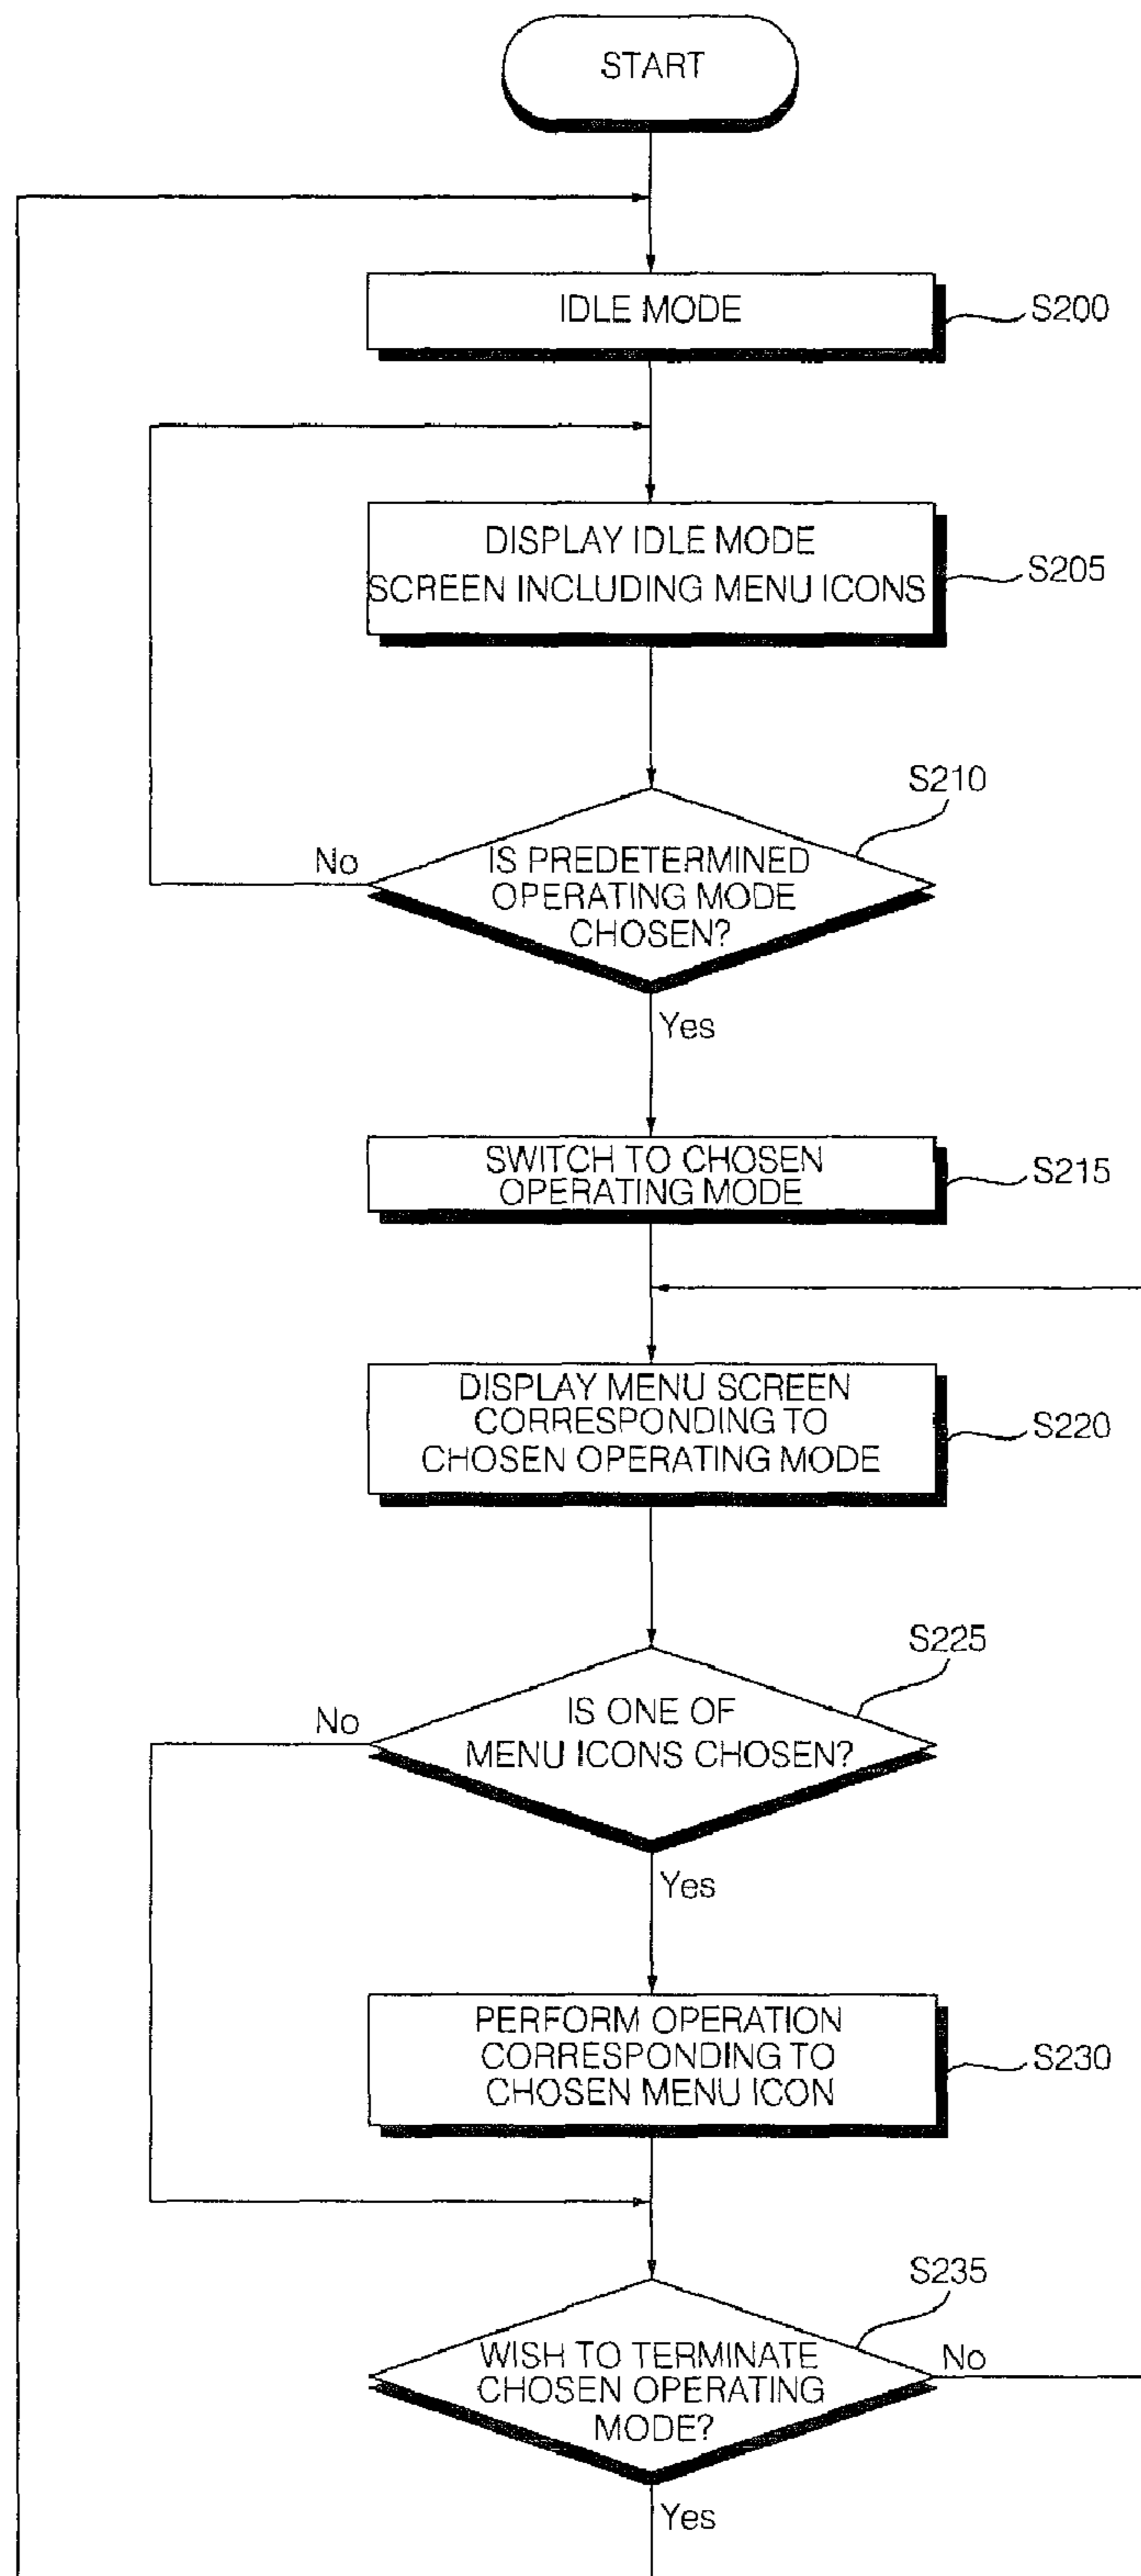 START
IDLE MODE
S200
DISPLAY IDLE MODE
SCREEN INCLUDING MENU ICONS
S205
S210
No
IS PREDETERMINED
OPERATING MODE
CHOSEN?
Yes
SWITCH TO CHOSEN
OPERATING MODE
S215
DISPLAY MENU SCREEN
CORRESPONDING TO
CHOSEN OPERATING MODE
S220
S225
No
IS ONE OF
MENU ICONS CHOSEN?
Yes
PERFORM OPERATION
CORRESPONDING TO
CHOSEN MENU ICON
S230
S235
WISH TO TERMINATE
CHOSEN OPERATING
MODE?
No
Yes